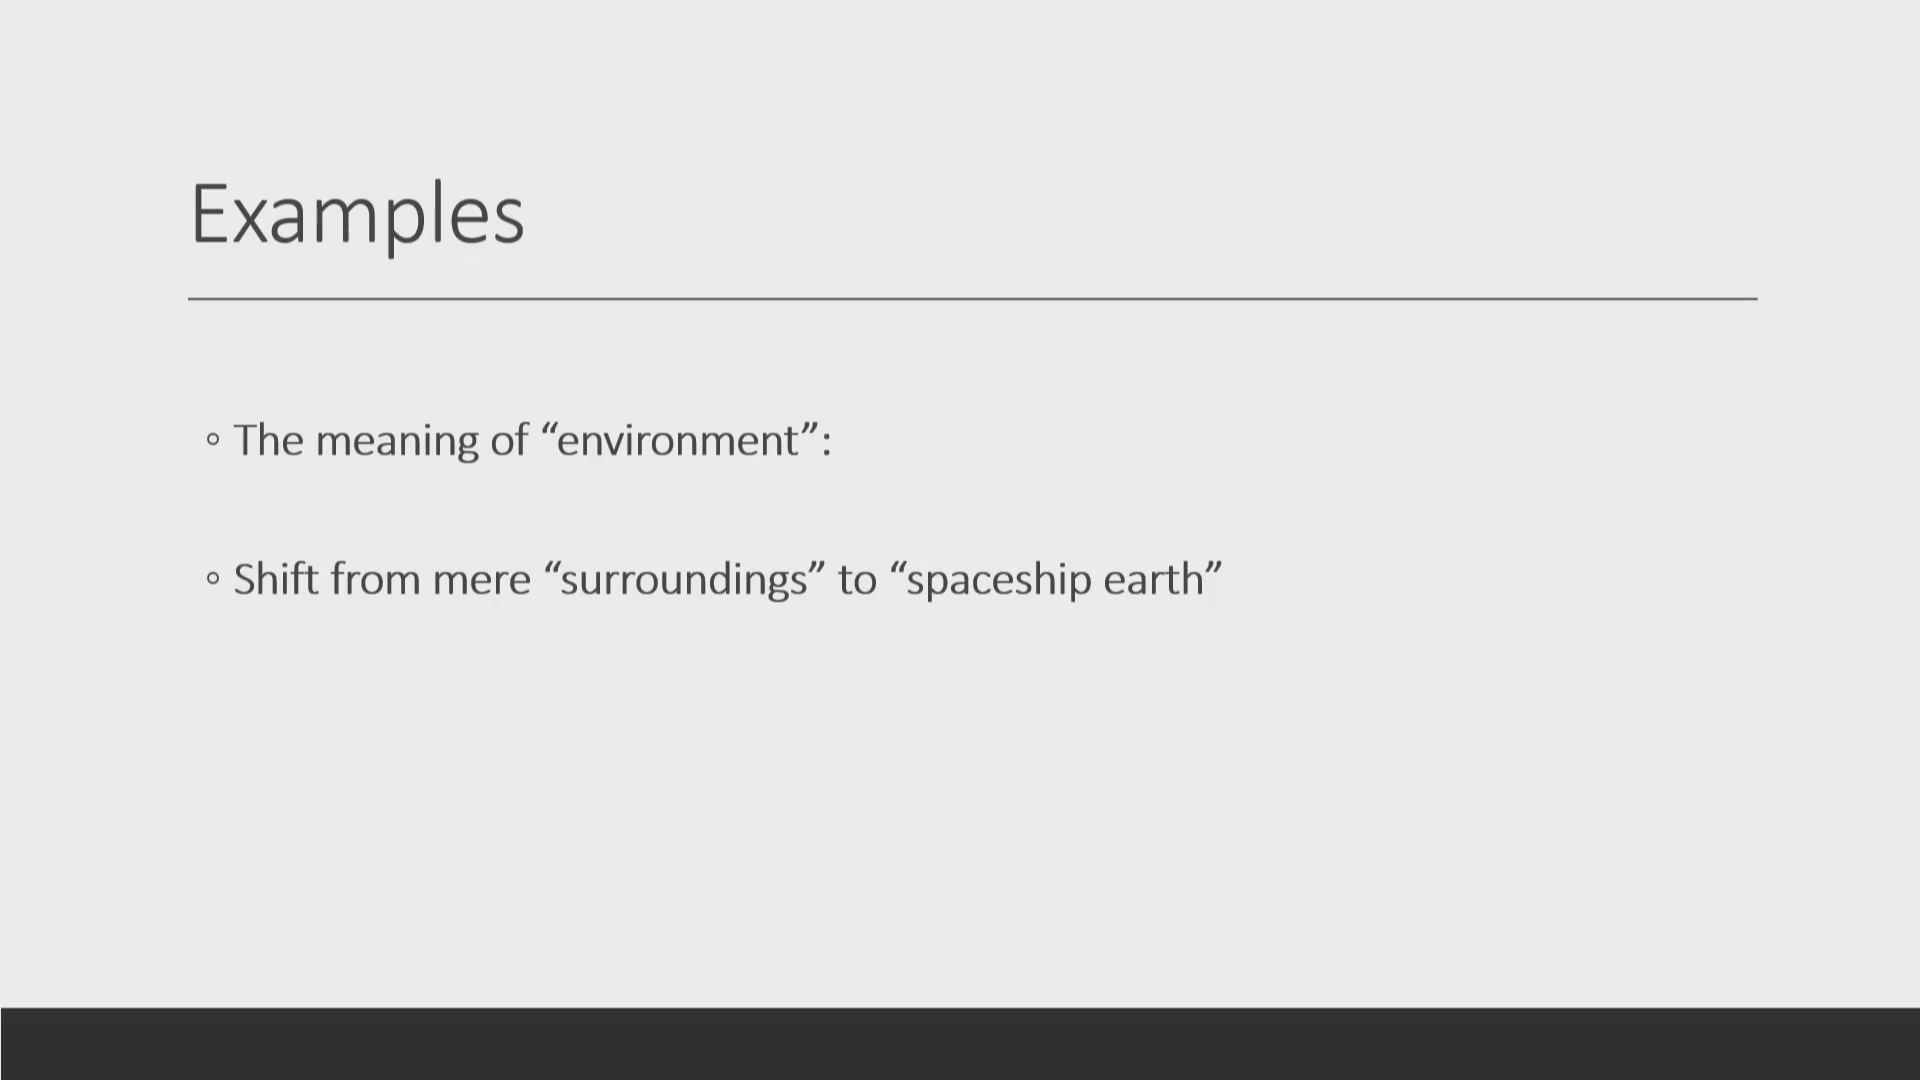 Examples
◦ The meaning of “environment”:
◦ Shift from mere “surroundings” to “spaceship earth”